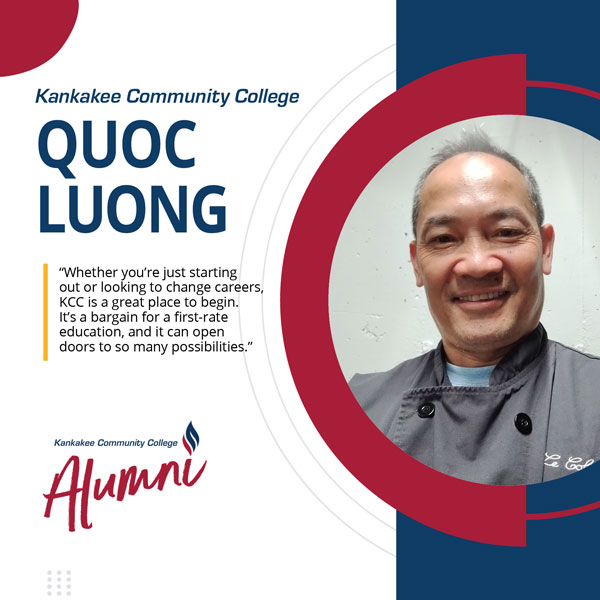 Kankakee Community College
QUOC
LUONG
“Whether you’re just starting
out or looking to change careers,
KCC is a great place to begin.
It’s a bargain for a first-rate
education, and it can open
doors to so many possibilities.”
Kankakee Community College
Alumni
Le